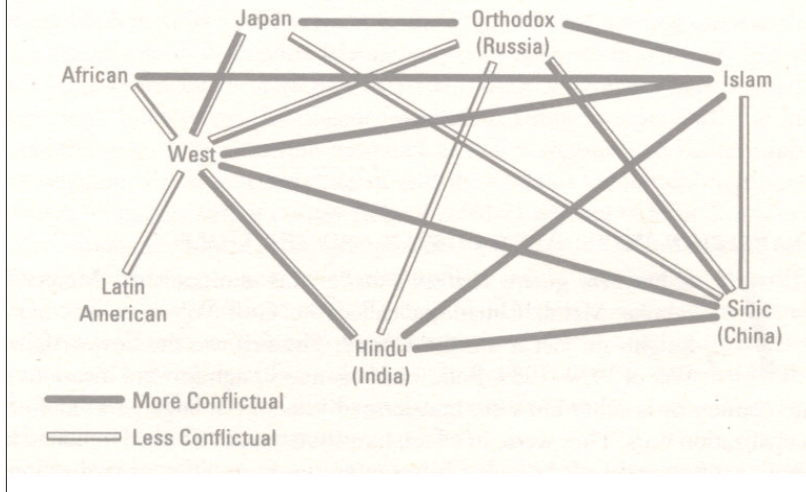 Japan
Orthodox
(Russia)
African
Islam
West
Latin
American
Sinic
(China)
Hindu
(India)
More Conflictual
Less Conflictual